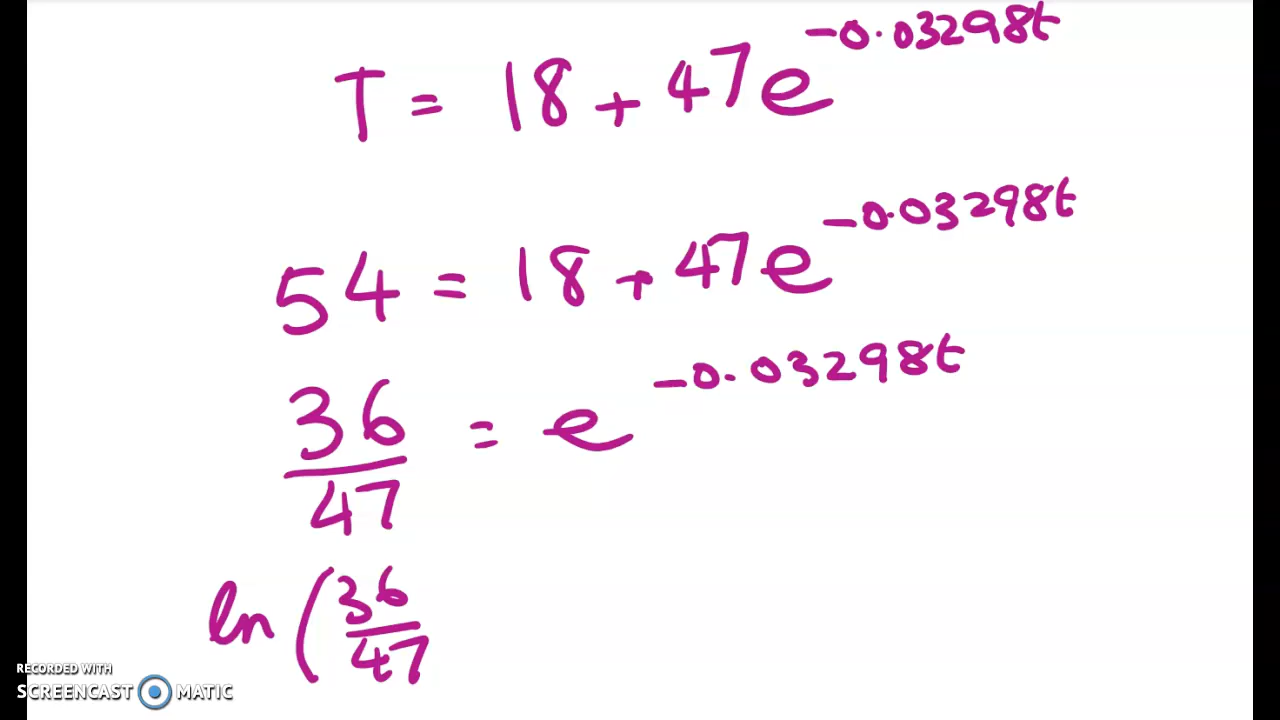 T = 18 + 47e^{-0.03298t}
54 = 18 + 47e^{-0.03298t}
36/47 = e^{-0.03298t}
ln (36/47
RECORDED WITH
SCREENCAST MATIC